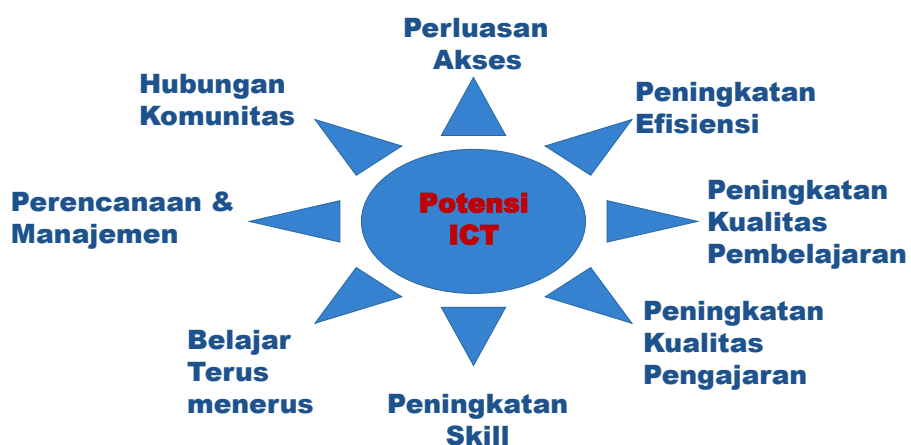 Perluasan
Akses
Hubungan
Komunitas
Peningkatan
Efisiensi
Perencanaan &
Manajemen
Potensi
ICT
Peningkatan
Kualitas
Pembelajaran
Belajar
Terus
menerus
Peningkatan
Skill
Peningkatan
Kualitas
Pengajaran